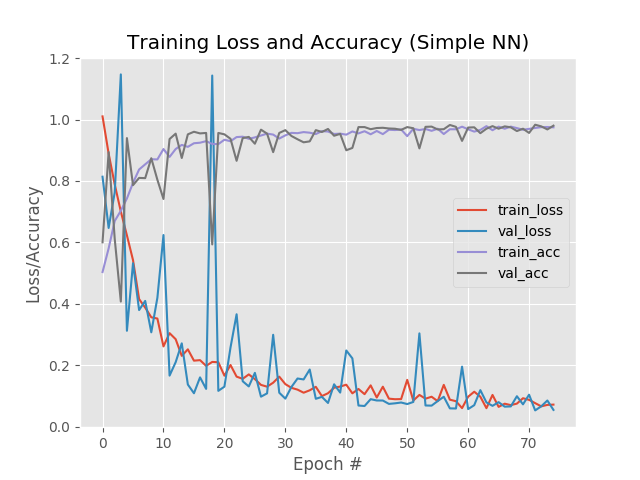 Training Loss and Accuracy (Simple NN)
1.2
1.0
0.8
0.6
0.4
0.2
0.0
Loss/Accuracy
train_loss
val_loss
train_acc
val_acc
0 10 20 30 40 50 60 70
Epoch #